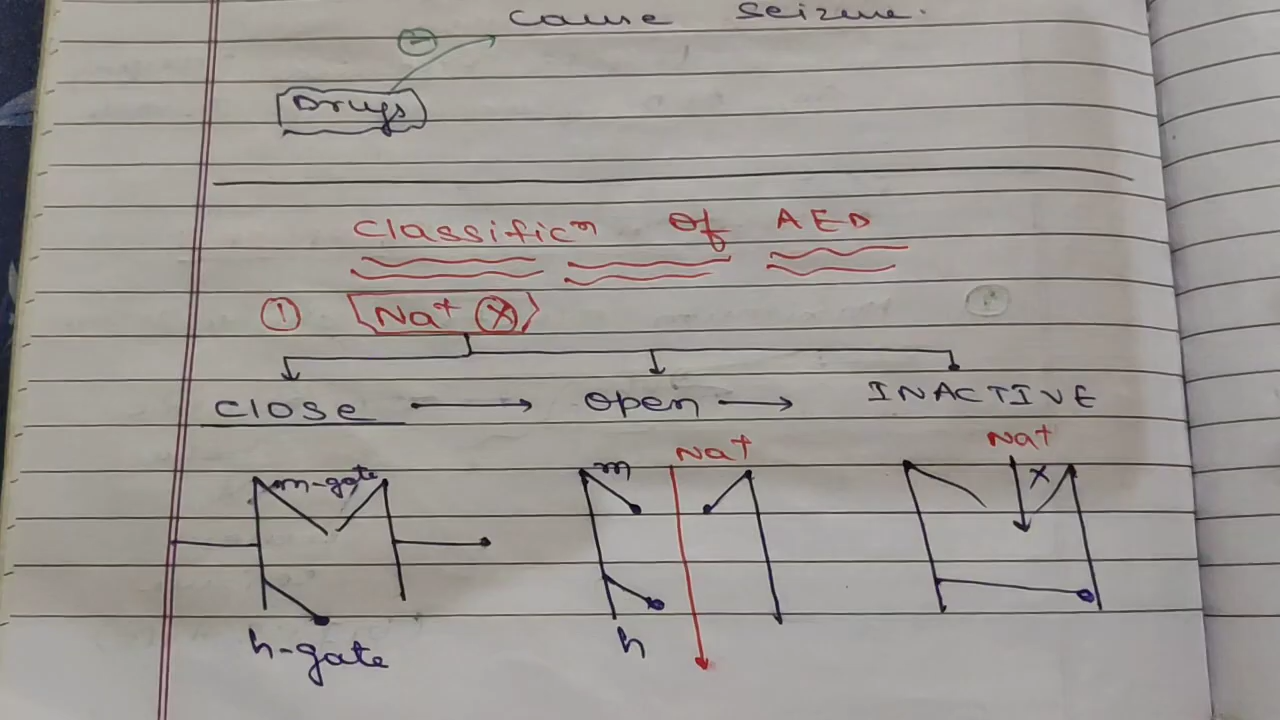 cause seizure.
Drugs
Classificⁿ of AED
① [Na⁺ ⓧ]
Close → Open → INACTIVE
Na⁺ Na⁺
m-gate m x
h-gate h